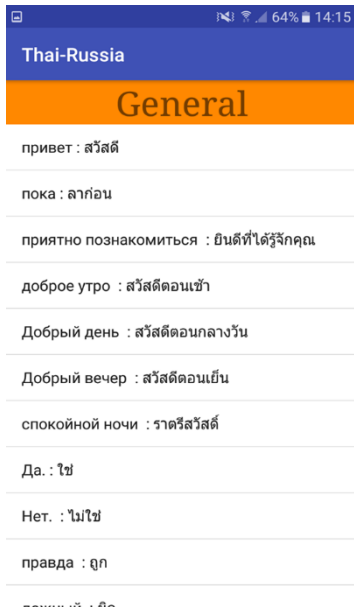 64% 14:15
Thai-Russia
General
привет : สวัสดี
пока : ลาก่อน
приятно познакомиться : ยินดีที่ได้รู้จักคุณ
доброе утро : สวัสดีตอนเช้า
Добрый день : สวัสดีตอนกลางวัน
Добрый вечер : สวัสดีตอนเย็น
спокойной ночи : ราตรีสวัสดิ์
Да. : ใช่
Нет. : ไม่ใช่
правда : ถูก